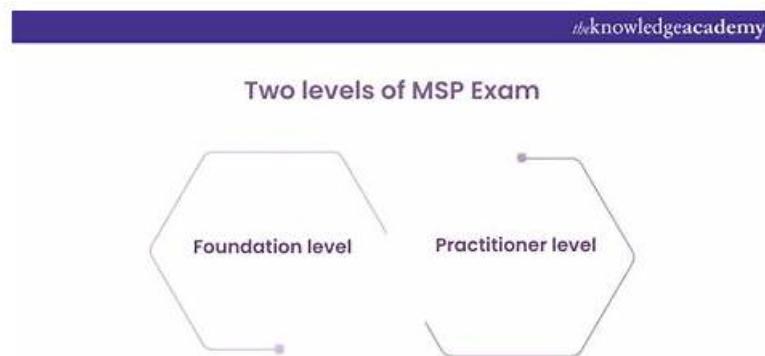 theknowledgeacademy
Two levels of MSP Exam
Foundation level
Practitioner level